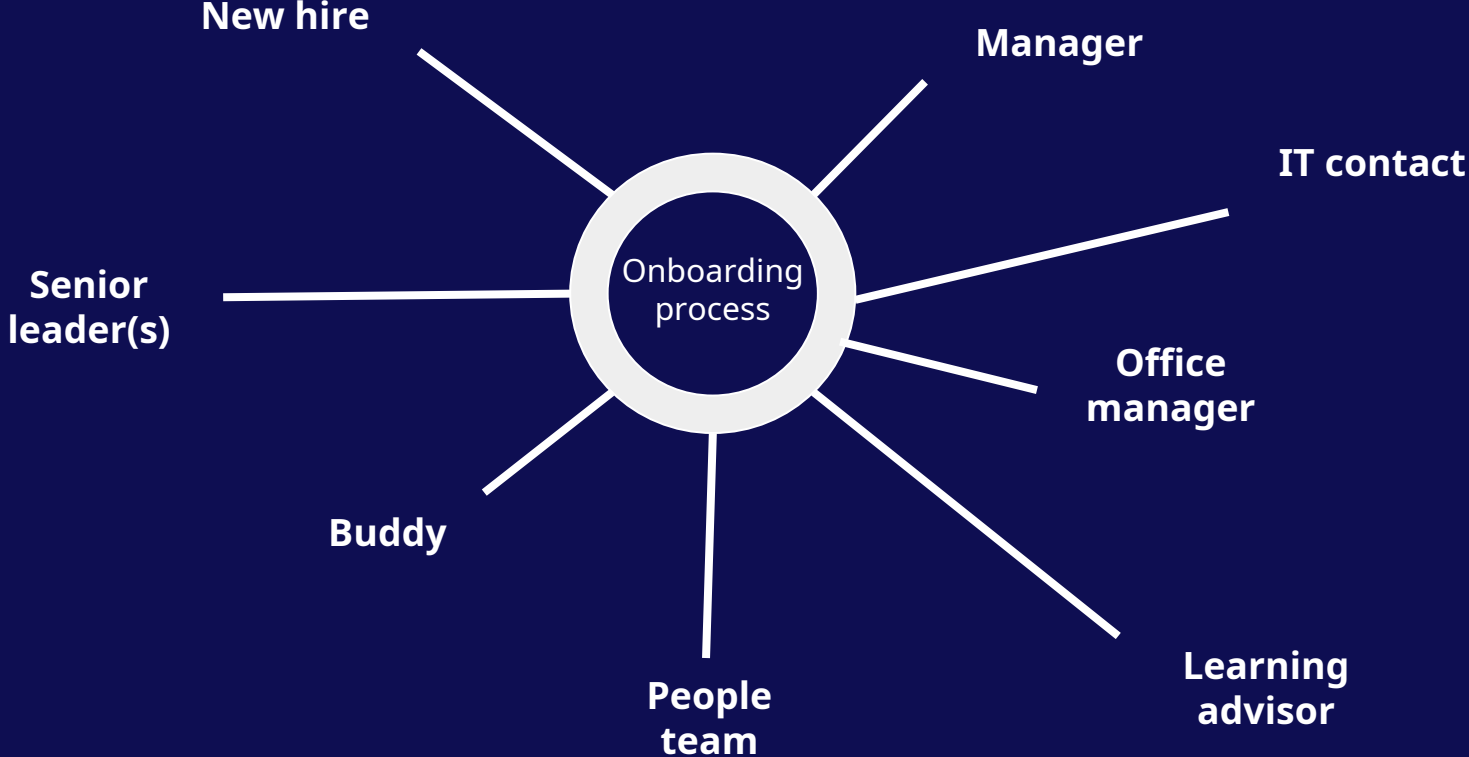 New hire
Manager
IT contact
Onboarding
process
Senior
leader(s)
Office
manager
Buddy
People
team
Learning
advisor